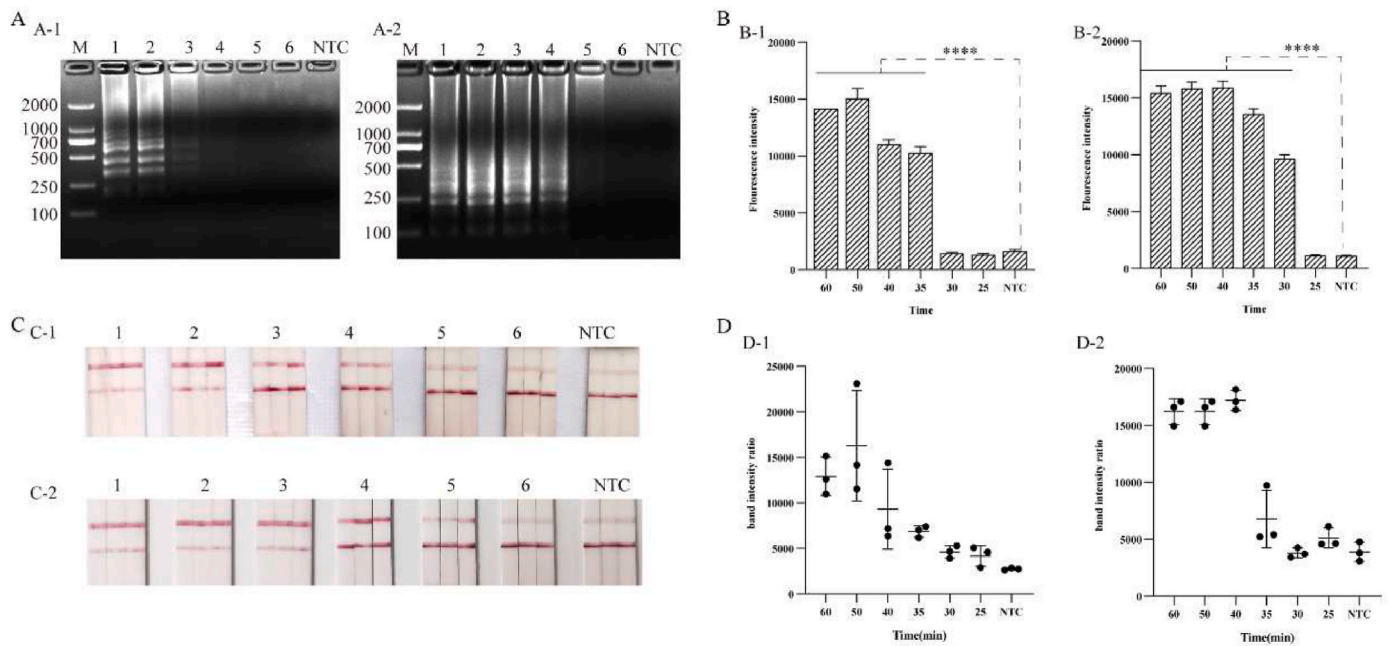 A
A-1
M 1 2 3 4 5 6 NTC
2000
1000
700
500
250
100
A-2
M 1 2 3 4 5 6 NTC
2000
1000
700
500
250
100
B
B-1
****
Flourescence intensity
20000
15000
10000
5000
0
60 50 40 35 30 25 NTC
Time
B-2
****
Flourescence intensity
20000
15000
10000
5000
0
60 50 40 35 30 25 NTC
Time
C
C-1
1 2 3 4 5 6 NTC
C-2
1 2 3 4 5 6 NTC
D
D-1
band intensity ratio
25000
20000
15000
10000
5000
0
60 50 40 35 30 25 NTC
Time(min)
D-2
band intensity ratio
20000
15000
10000
5000
0
60 50 40 35 30 25 NTC
Time(min)